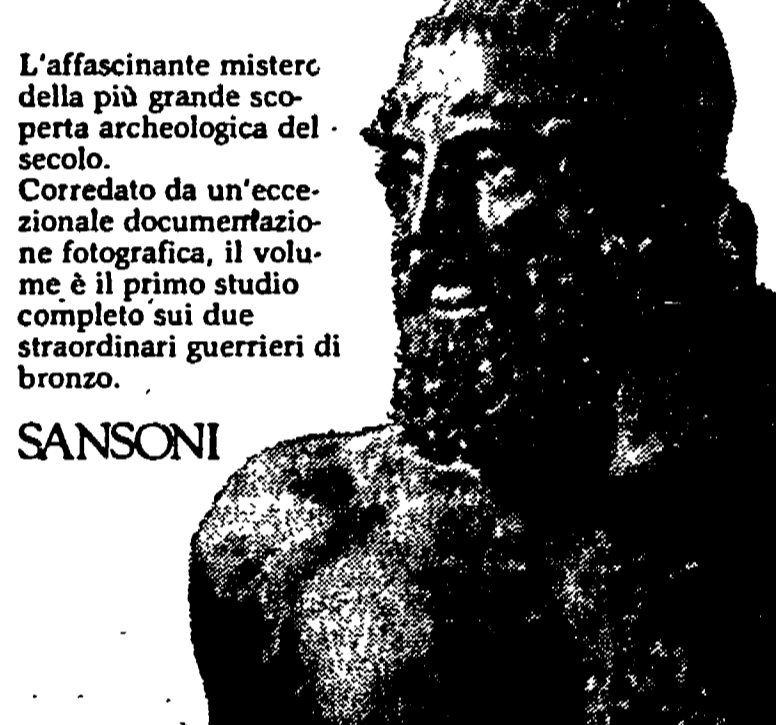 L'affascinante mistero
della più grande sco-
perta archeologica del
secolo.
Corredato da un'ecce-
zionale documentazio-
ne fotografica, il volu-
me è il primo studio
completo sui due
straordinari guerrieri di
bronzo.
SANSONI